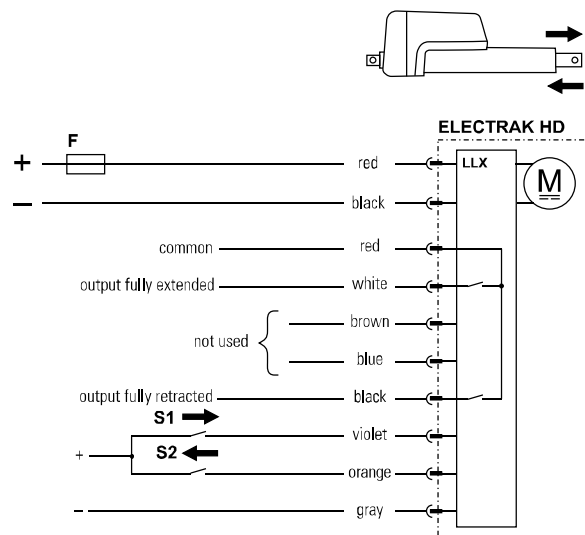 ELECTRAK HD
F
+ red LLX
M
− black
common red
output fully extended white
brown
not used
blue
output fully retracted black
S1
violet
+ S2
orange
− gray